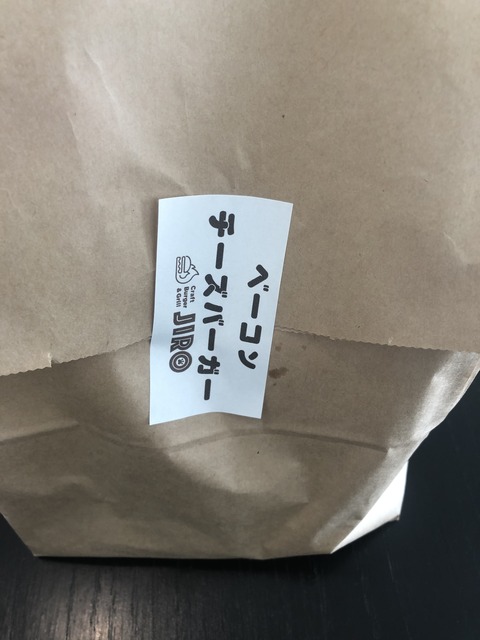 ベーコン
チーズバーガー
Craft
Burger
& Grill
JIRO